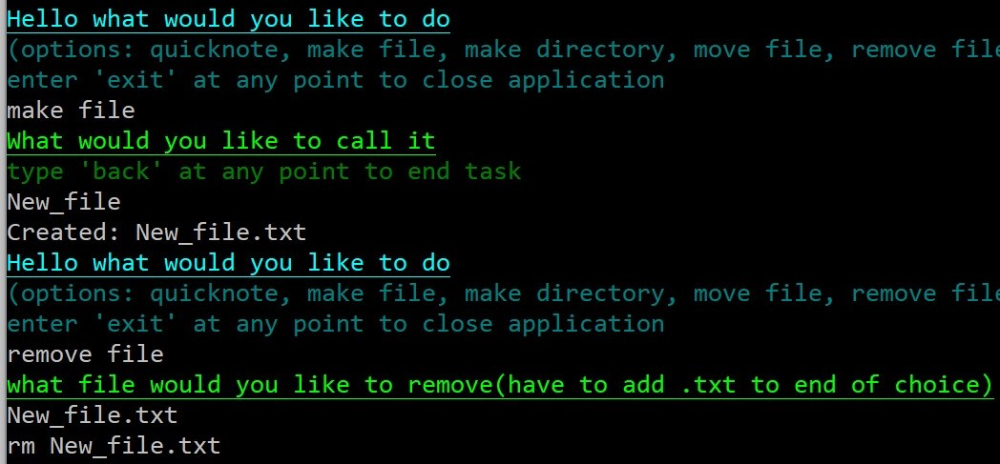 Hello what would you like to do
(options: quicknote, make file, make directory, move file, remove file
enter 'exit' at any point to close application
make file
What would you like to call it
type 'back' at any point to end task
New_file
Created: New_file.txt
Hello what would you like to do
(options: quicknote, make file, make directory, move file, remove file
enter 'exit' at any point to close application
remove file
what file would you like to remove(have to add .txt to end of choice)
New_file.txt
rm New_file.txt